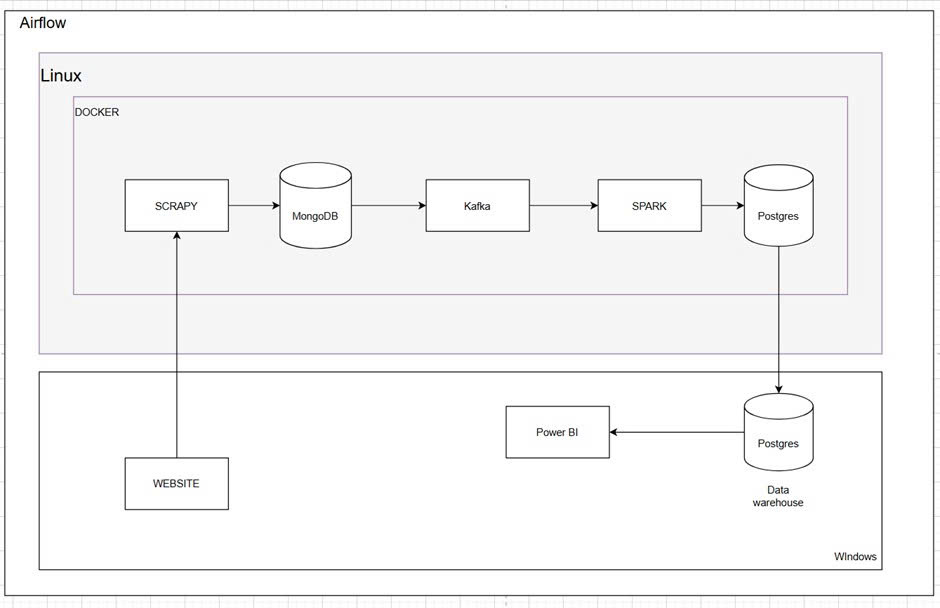 Airflow
Linux
DOCKER
SCRAPY
MongoDB
Kafka
SPARK
Postgres
Power BI
Postgres
WEBSITE
Data
warehouse
WIndows